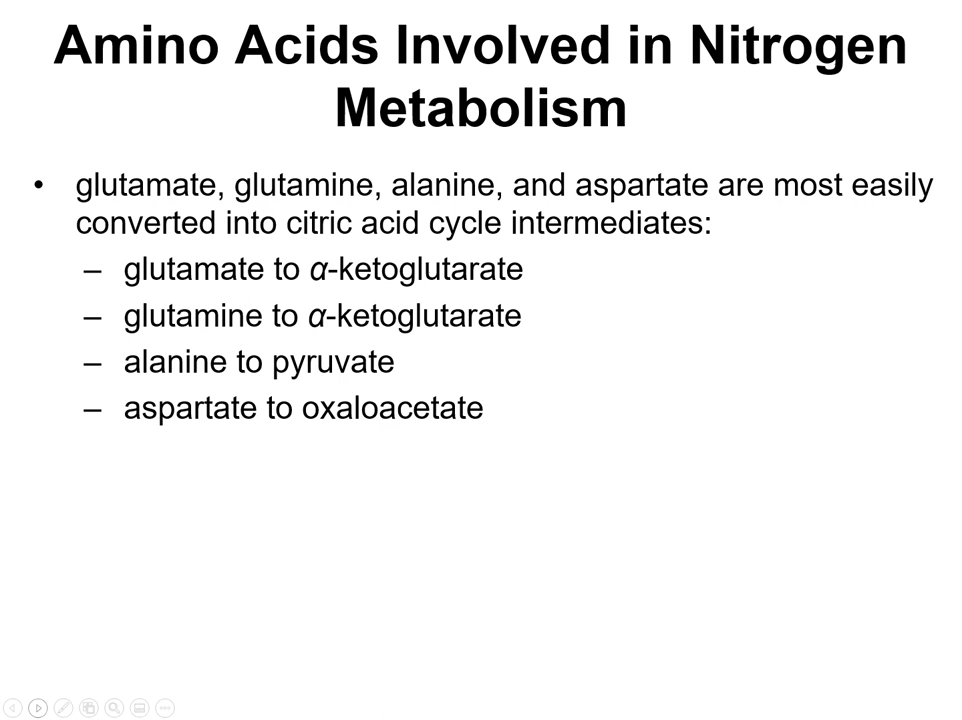 Amino Acids Involved in Nitrogen
Metabolism
• glutamate, glutamine, alanine, and aspartate are most easily
converted into citric acid cycle intermediates:
– glutamate to α-ketoglutarate
– glutamine to α-ketoglutarate
– alanine to pyruvate
– aspartate to oxaloacetate